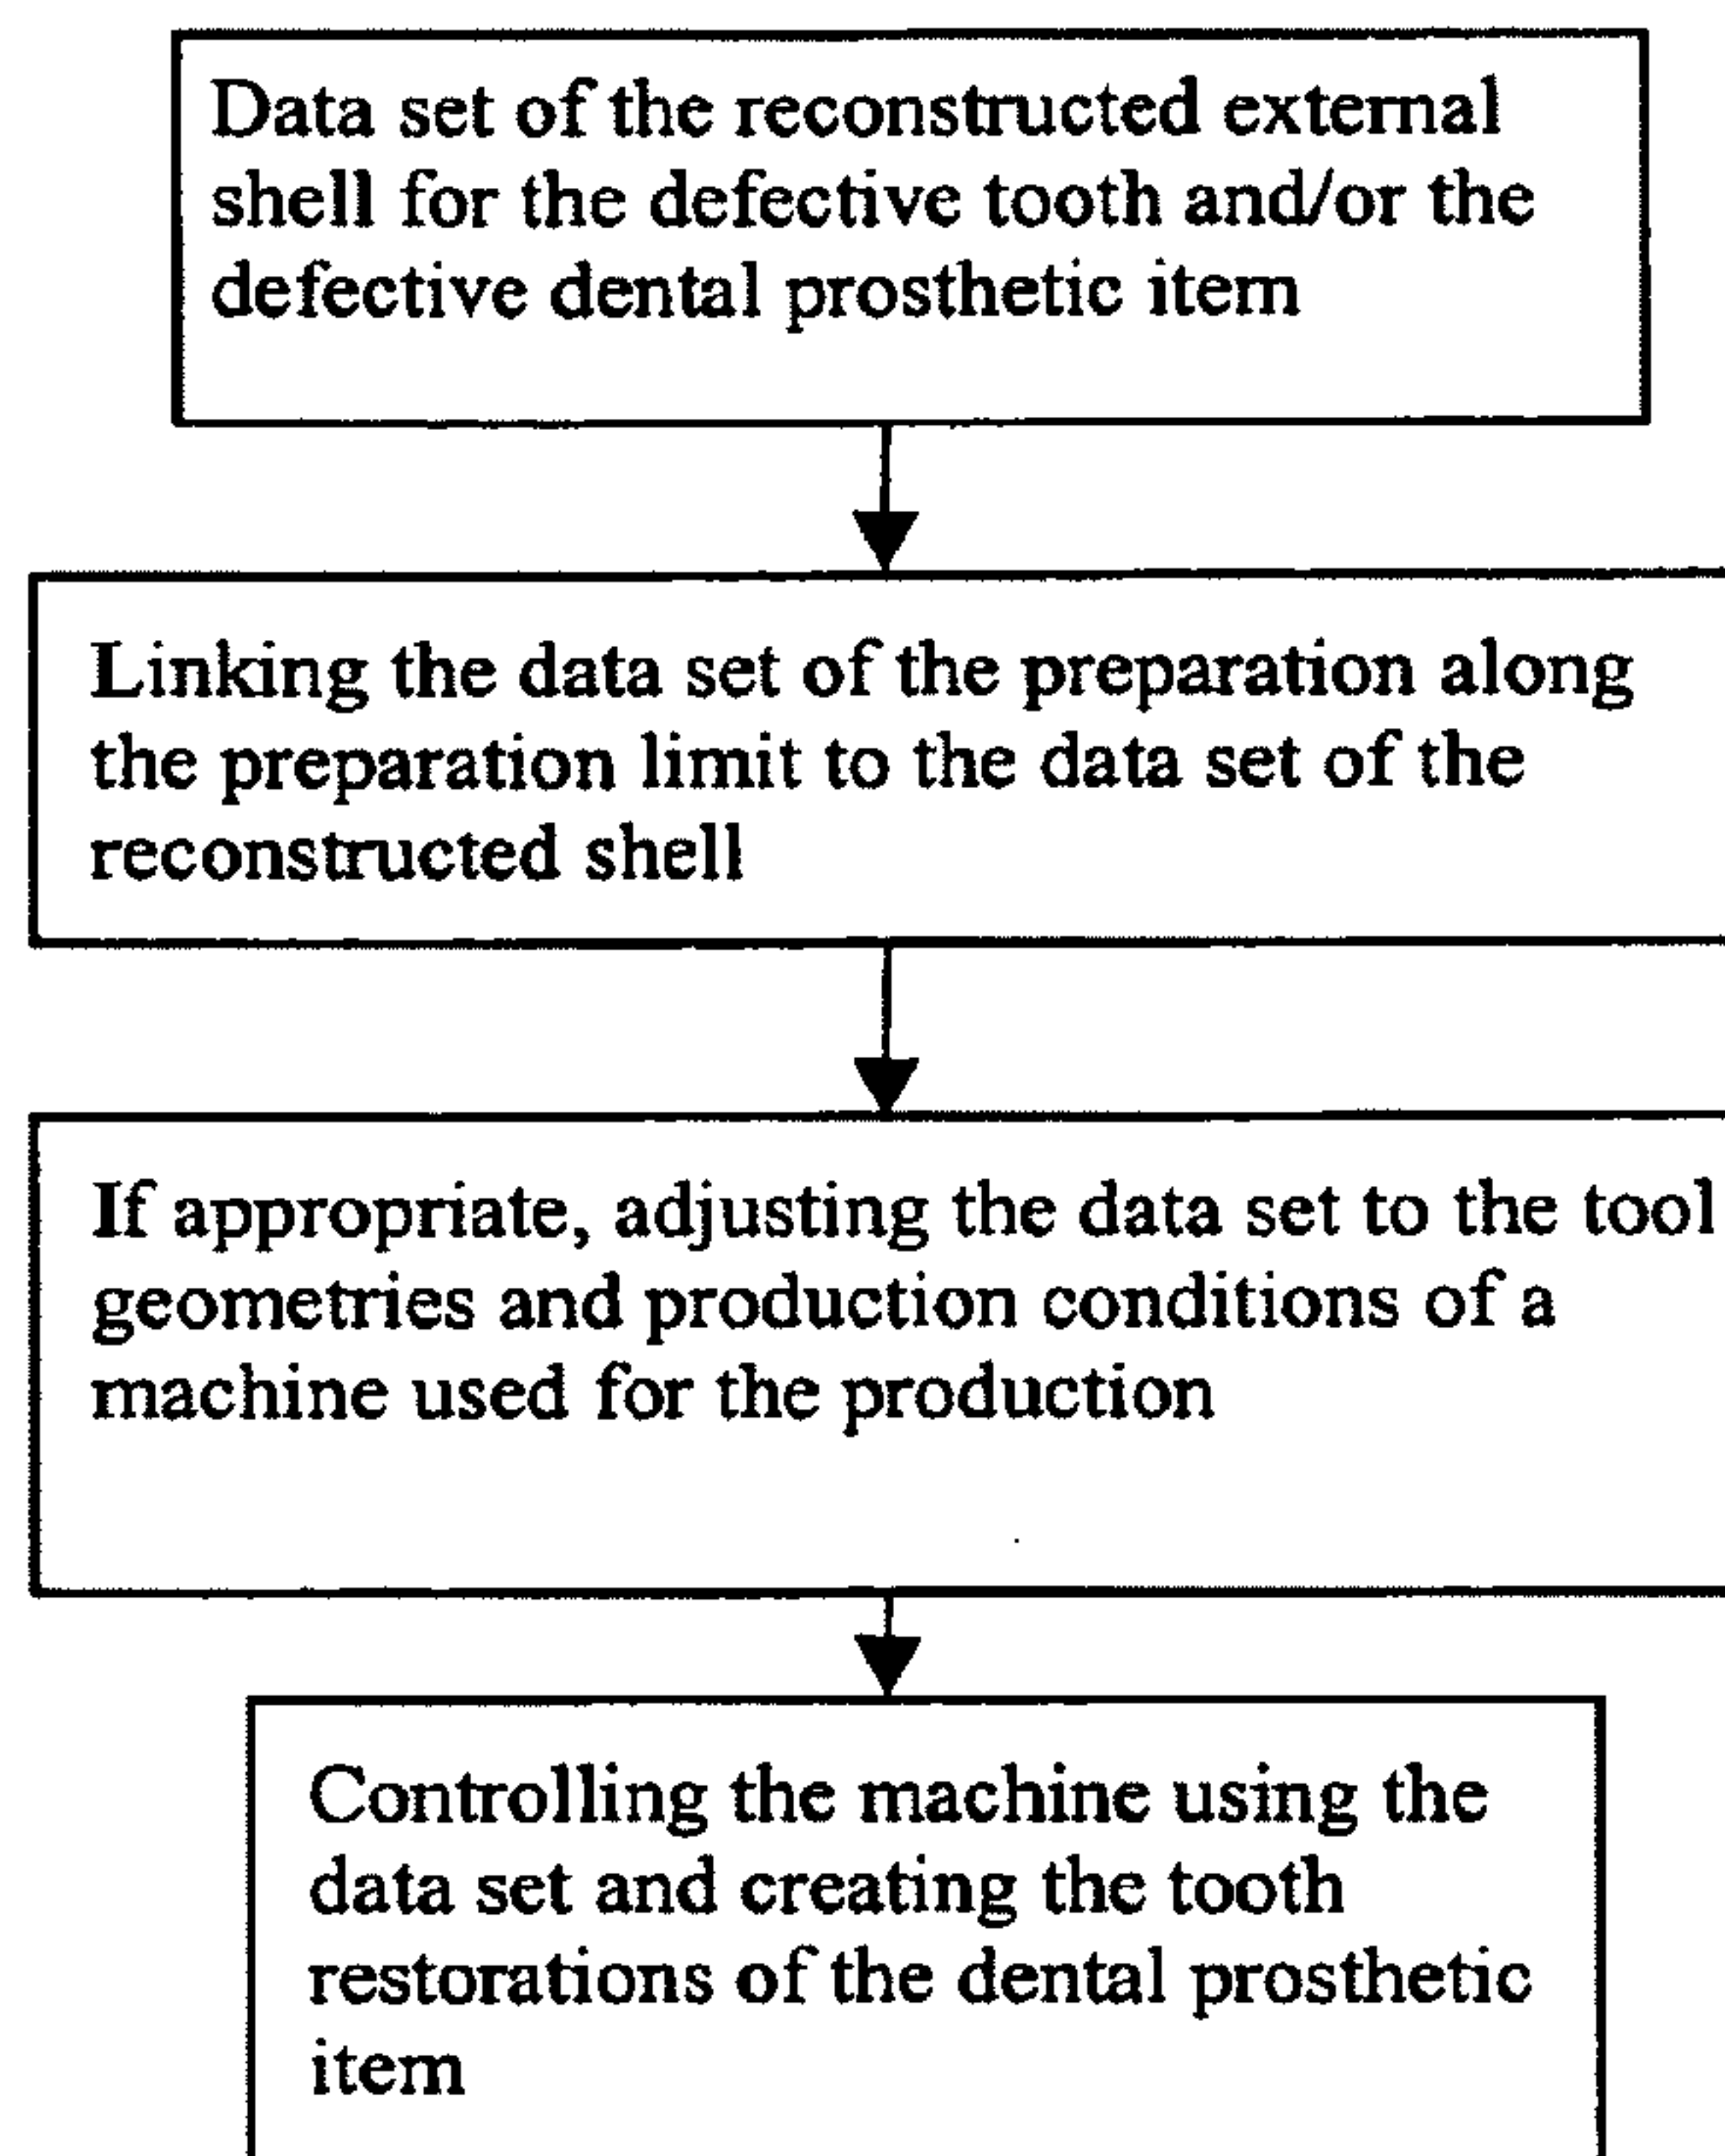 Data set of the reconstructed external
shell for the defective tooth and/or the
defective dental prosthetic item
Linking the data set of the preparation along
the preparation limit to the data set of the
reconstructed shell
If appropriate, adjusting the data set to the tool
geometries and production conditions of a
machine used for the production
Controlling the machine using the
data set and creating the tooth
restorations of the dental prosthetic
item